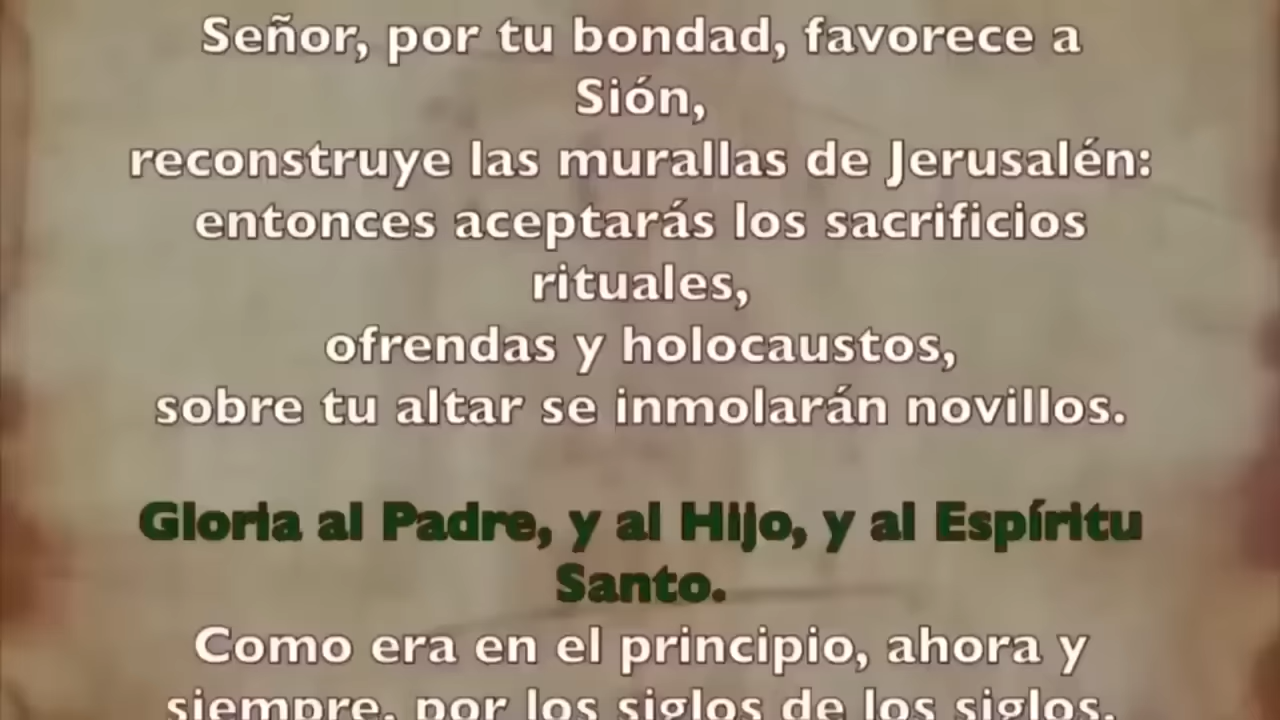 Señor, por tu bondad, favorece a
Sión,
reconstruye las murallas de Jerusalén:
entonces aceptarás los sacrificios
rituales,
ofrendas y holocaustos,
sobre tu altar se inmolarán novillos.
Gloria al Padre, y al Hijo, y al Espíritu
Santo.
Como era en el principio, ahora y
siempre, por los siglos de los siglos.